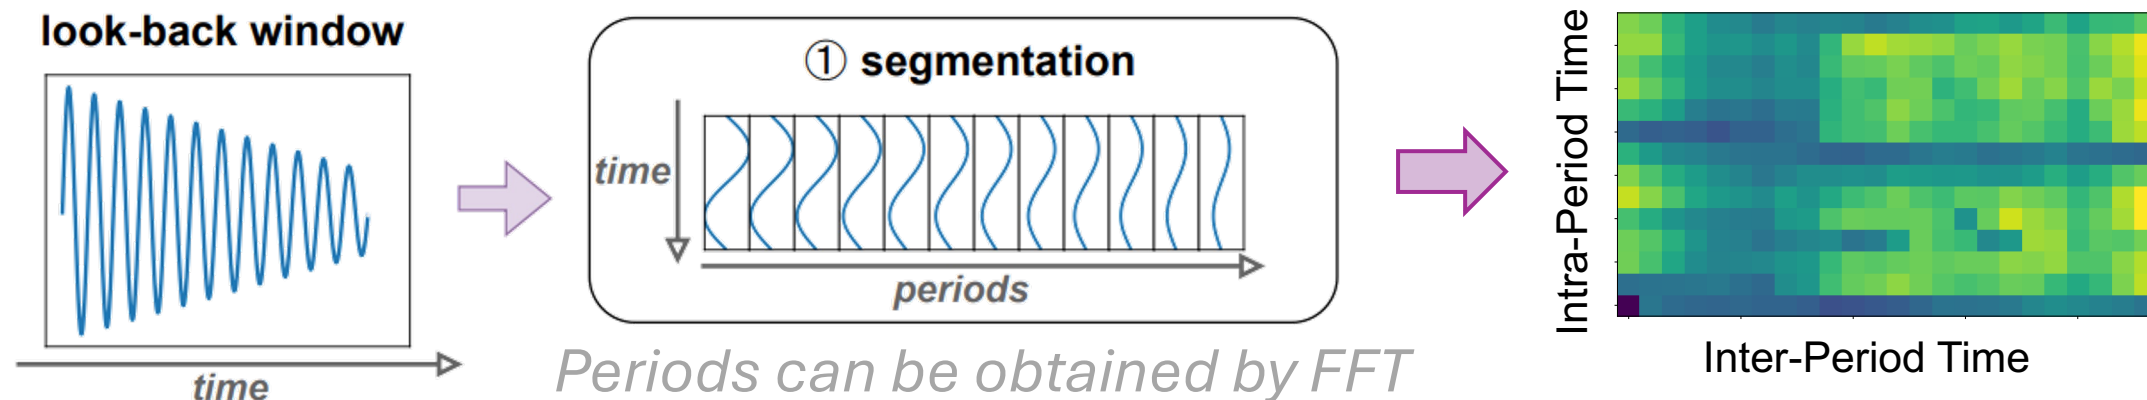 look-back window
time
① segmentation
time
periods
Periods can be obtained by FFT
Intra-Period Time
Inter-Period Time